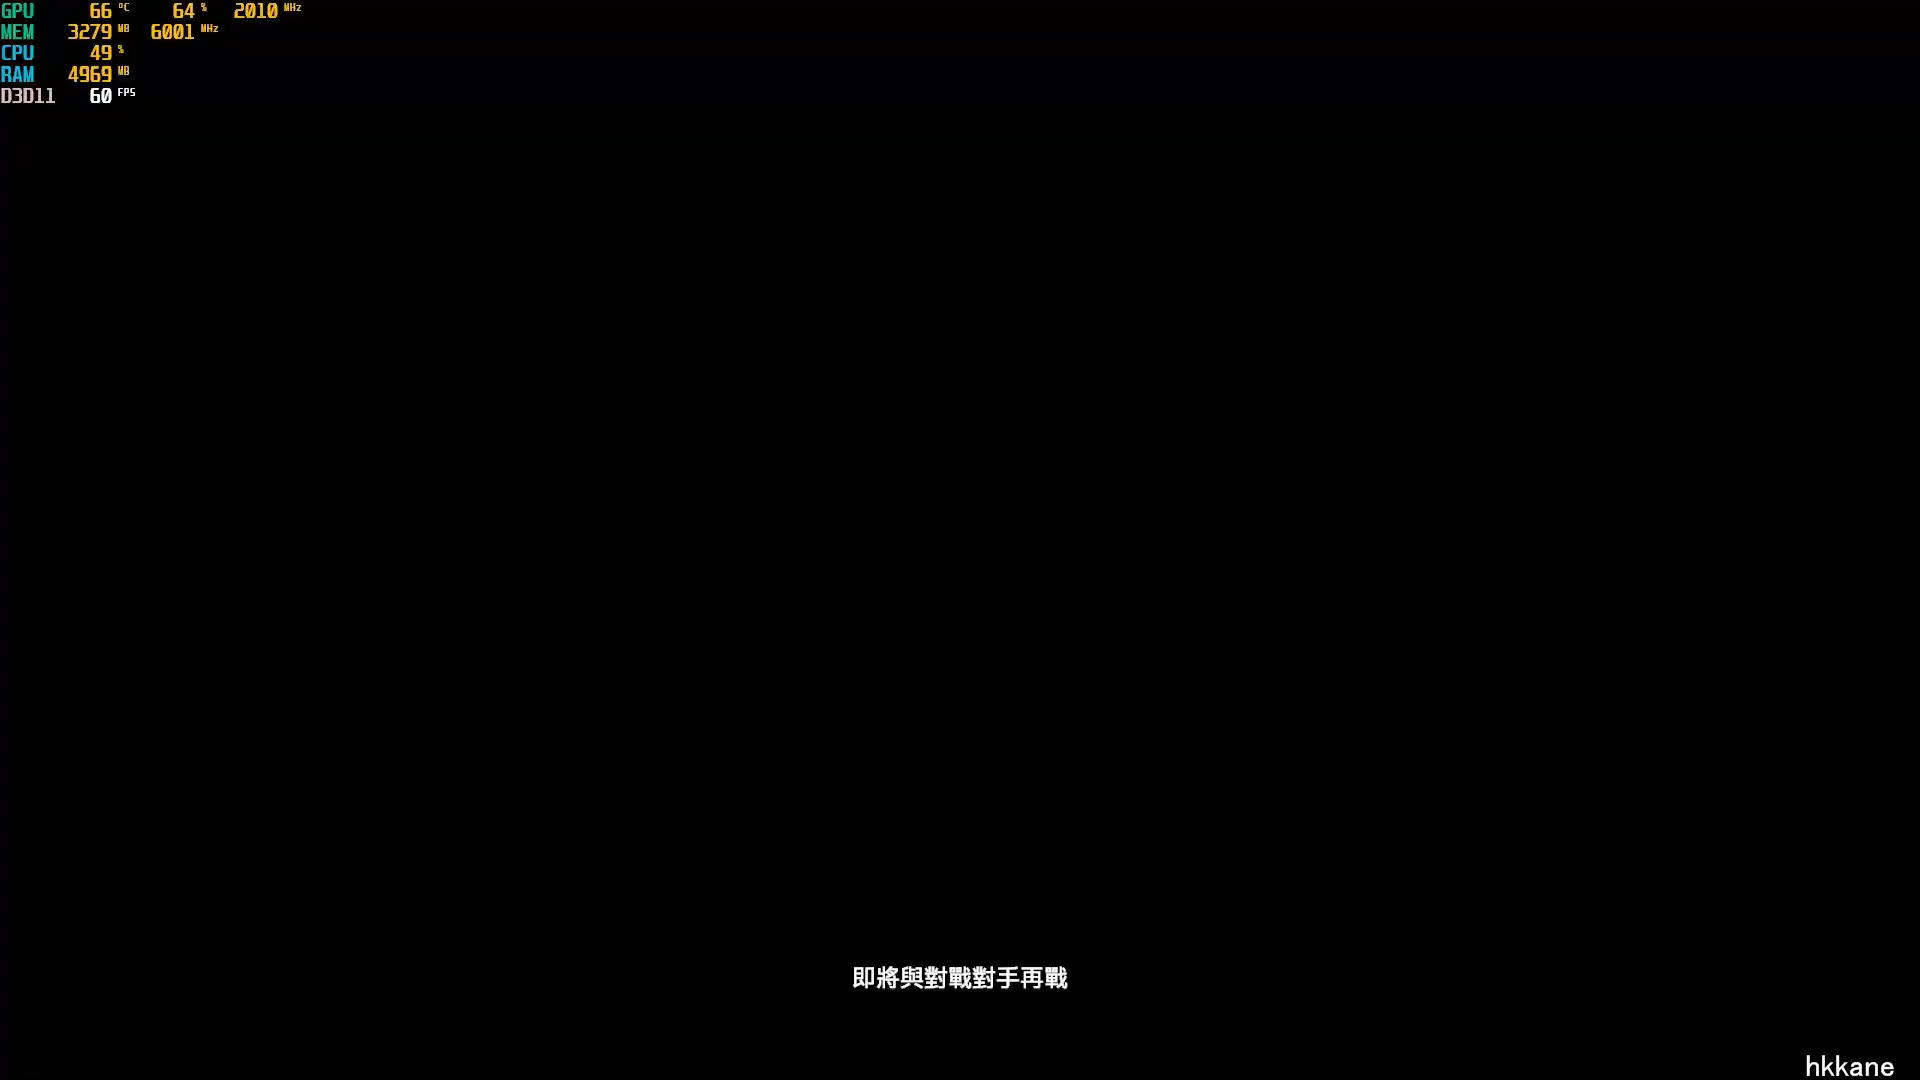 GPU 66 °C 64 % 2010 MHz
MEM 3279 MB 6001 MHz
CPU 49 %
RAM 4969 MB
D3D11 60 FPS
即將與對戰對手再戰
hkkane